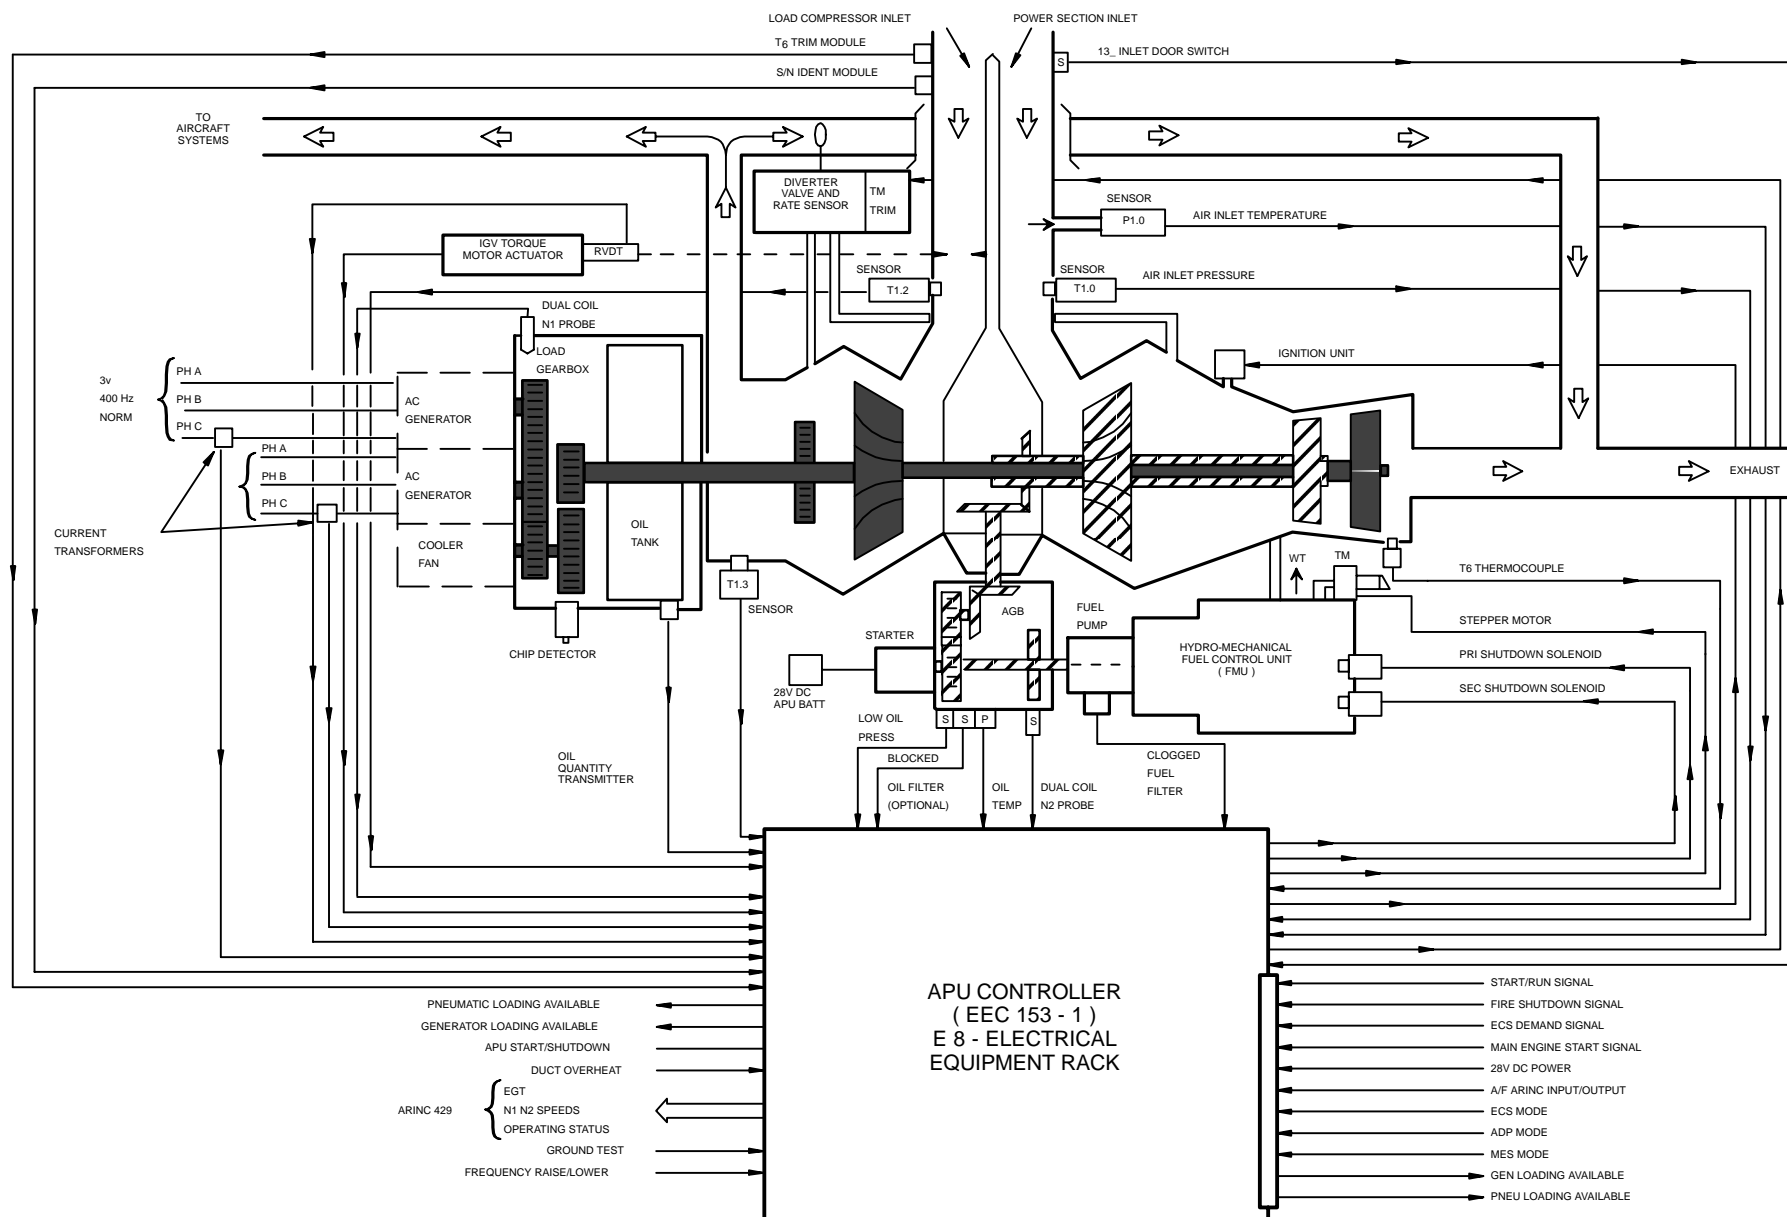 LOAD COMPRESSOR INLET
POWER SECTION INLET
T6 TRIM MODULE
S
13_ INLET DOOR SWITCH
S/N IDENT MODULE
TO
AIRCRAFT
SYSTEMS
DIVERTER
VALVE AND
RATE SENSOR
TM
TRIM
SENSOR
P1.0
AIR INLET TEMPERATURE
IGV TORQUE
MOTOR ACTUATOR
RVDT
SENSOR
T1.2
SENSOR
T1.0
AIR INLET PRESSURE
DUAL COIL
N1 PROBE
LOAD
GEARBOX
IGNITION UNIT
3v
400 Hz
NORM
PH A
PH B
PH C
AC
GENERATOR
PH A
PH B
PH C
AC
GENERATOR
EXHAUST
CURRENT
TRANSFORMERS
COOLER
FAN
OIL
TANK
T1.3
SENSOR
WT
TM
T6 THERMOCOUPLE
CHIP DETECTOR
STARTER
AGB
FUEL
PUMP
HYDRO-MECHANICAL
FUEL CONTROL UNIT
( FMU )
STEPPER MOTOR
PRI SHUTDOWN SOLENOID
SEC SHUTDOWN SOLENOID
28V DC
APU BATT
S
S
P
S
LOW OIL
PRESS
BLOCKED
OIL FILTER
(OPTIONAL)
OIL
TEMP
DUAL COIL
N2 PROBE
CLOGGED
FUEL
FILTER
OIL
QUANTITY
TRANSMITTER
APU CONTROLLER
( EEC 153 - 1 )
E 8 - ELECTRICAL
EQUIPMENT RACK
PNEUMATIC LOADING AVAILABLE
GENERATOR LOADING AVAILABLE
APU START/SHUTDOWN
DUCT OVERHEAT
ARINC 429
EGT
N1 N2 SPEEDS
OPERATING STATUS
GROUND TEST
FREQUENCY RAISE/LOWER
START/RUN SIGNAL
FIRE SHUTDOWN SIGNAL
ECS DEMAND SIGNAL
MAIN ENGINE START SIGNAL
28V DC POWER
A/F ARINC INPUT/OUTPUT
ECS MODE
ADP MODE
MES MODE
GEN LOADING AVAILABLE
PNEU LOADING AVAILABLE